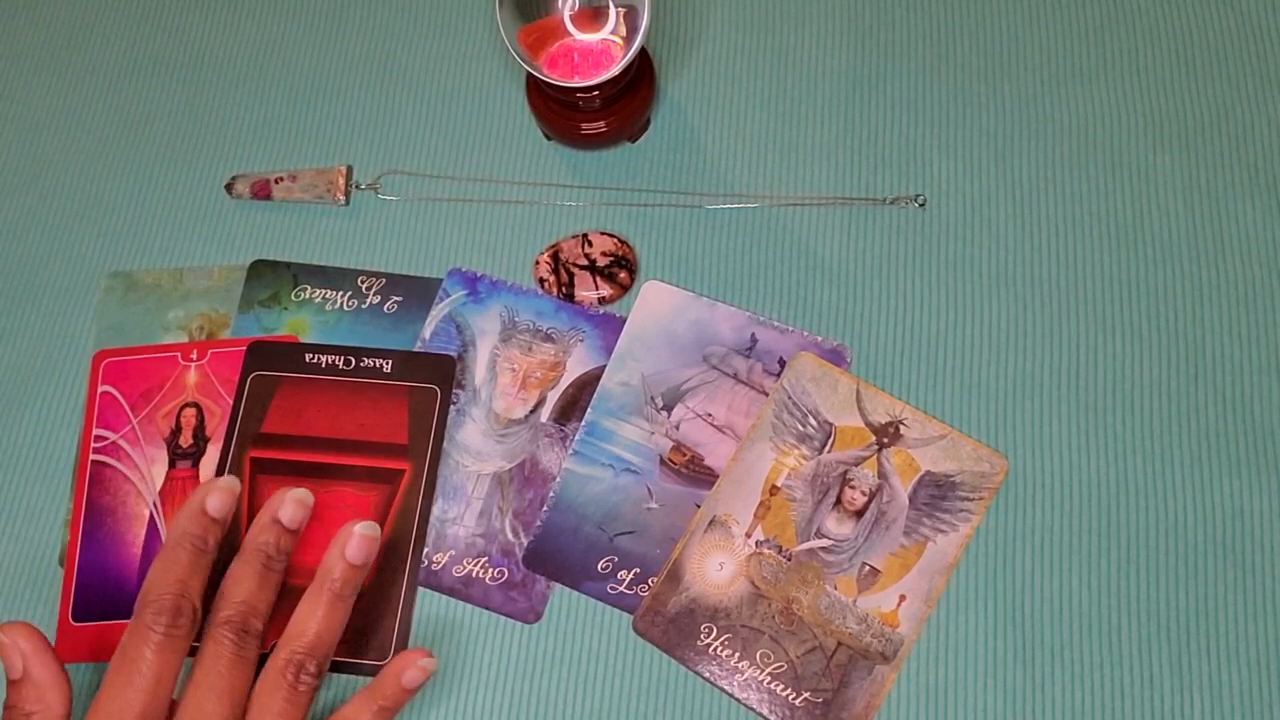 2 of Water
4
Base Chakra
of Air
6 of
5
Hierophant